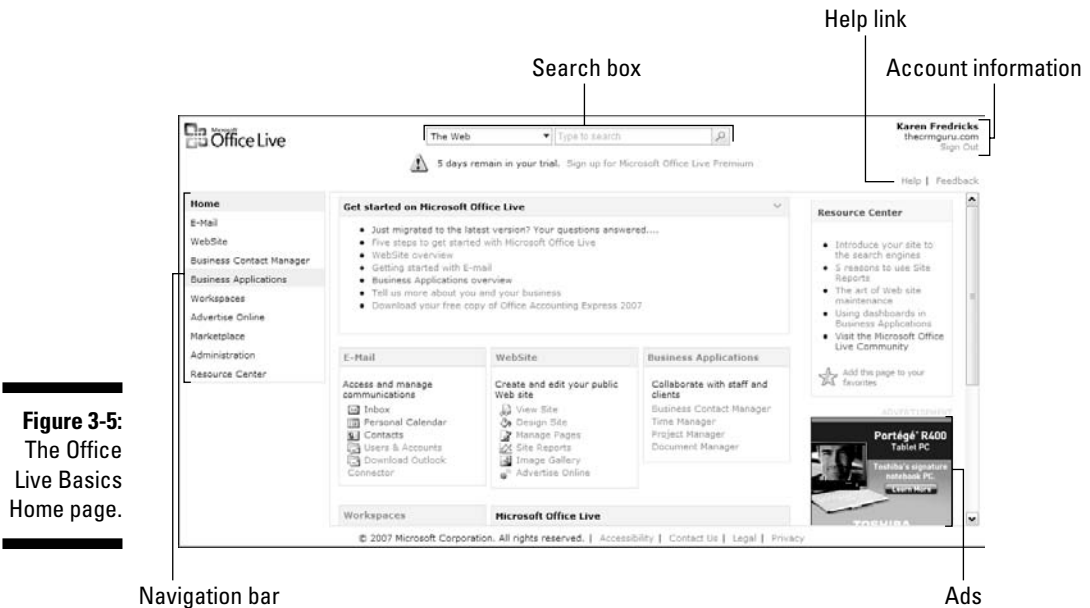 Help link
Search box
Account information
Microsoft
Office Live
The Web
Type to search
Karen Fredricks
thecrmguru.com
Sign Out
5 days remain in your trial. Sign up for Microsoft Office Live Premium
Help | Feedback
Home
E-Mail
WebSite
Business Contact Manager
Business Applications
Workspaces
Advertise Online
Marketplace
Administration
Resource Center
Get started on Microsoft Office Live
Just migrated to the latest version? Your questions answered....
Five steps to get started with Microsoft Office Live
WebSite overview
Getting started with E-mail
Business Applications overview
Tell us more about you and your business
Download your free copy of Office Accounting Express 2007
E-Mail
Access and manage
communications
Inbox
Personal Calendar
Contacts
Users & Accounts
Download Outlook
Connector
WebSite
Create and edit your public
Web site
View Site
Design Site
Manage Pages
Site Reports
Image Gallery
Advertise Online
Business Applications
Collaborate with staff and
clients
Business Contact Manager
Time Manager
Project Manager
Document Manager
Workspaces
Microsoft Office Live
Resource Center
Introduce your site to
the search engines
5 reasons to use Site
Reports
The art of Web site
maintenance
Using dashboards in
Business Applications
Visit the Microsoft Office
Live Community
Add this page to your
favorites
ADVERTISEMENT
Portégé® R400
Tablet PC
Toshiba's signature
notebook PC.
Learn More
TOSHIBA
© 2007 Microsoft Corporation. All rights reserved. | Accessibility | Contact Us | Legal | Privacy
Figure 3-5:
The Office
Live Basics
Home page.
Navigation bar
Ads